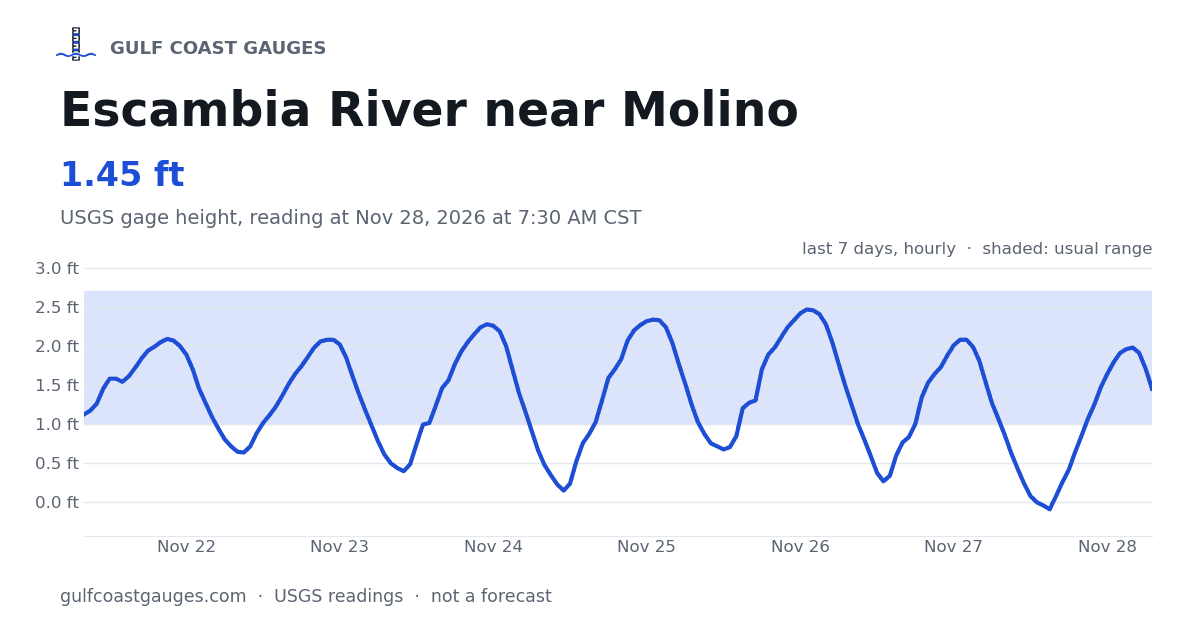 GULF COAST GAUGES
Escambia River near Molino
1.45 ft
USGS gage height, reading at Nov 28, 2026 at 7:30 AM CST
last 7 days, hourly · shaded: usual range
3.0 ft
2.5 ft
2.0 ft
1.5 ft
1.0 ft
0.5 ft
0.0 ft
Nov 22 Nov 23 Nov 24 Nov 25 Nov 26 Nov 27 Nov 28
gulfcoastgauges.com · USGS readings · not a forecast